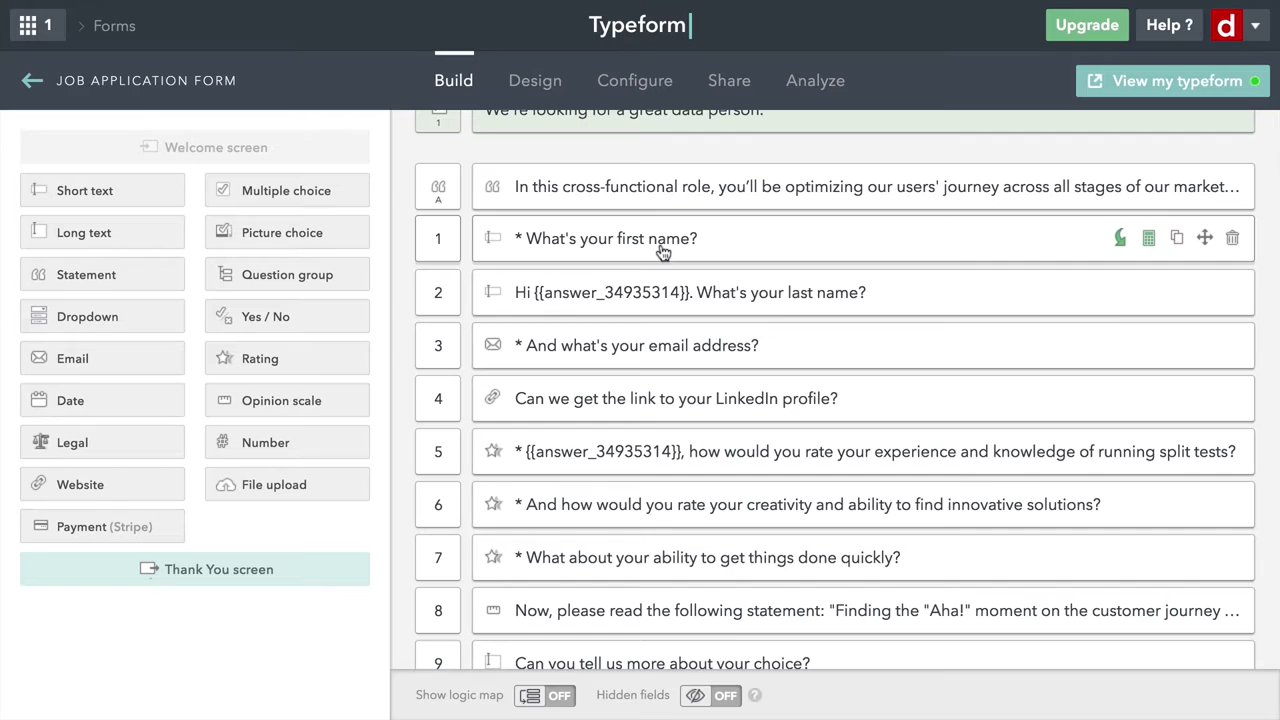 1
Forms
Typeform
Upgrade
Help ?
d
JOB APPLICATION FORM
Build
Design
Configure
Share
Analyze
View my typeform
Welcome screen
Short text
Multiple choice
Long text
Picture choice
Statement
Question group
Dropdown
Yes / No
Email
Rating
Date
Opinion scale
Legal
Number
Website
File upload
Payment (Stripe)
Thank You screen
1
We're looking for a great data person.
A
In this cross-functional role, you'll be optimizing our users' journey across all stages of our market...
1
* What's your first name?
2
Hi {{answer_34935314}}. What's your last name?
3
* And what's your email address?
4
Can we get the link to your LinkedIn profile?
5
* {{answer_34935314}}, how would you rate your experience and knowledge of running split tests?
6
* And how would you rate your creativity and ability to find innovative solutions?
7
* What about your ability to get things done quickly?
8
Now, please read the following statement: "Finding the "Aha!" moment on the customer journey ...
9
Can you tell us more about your choice?
Show logic map
OFF
Hidden fields
OFF
?